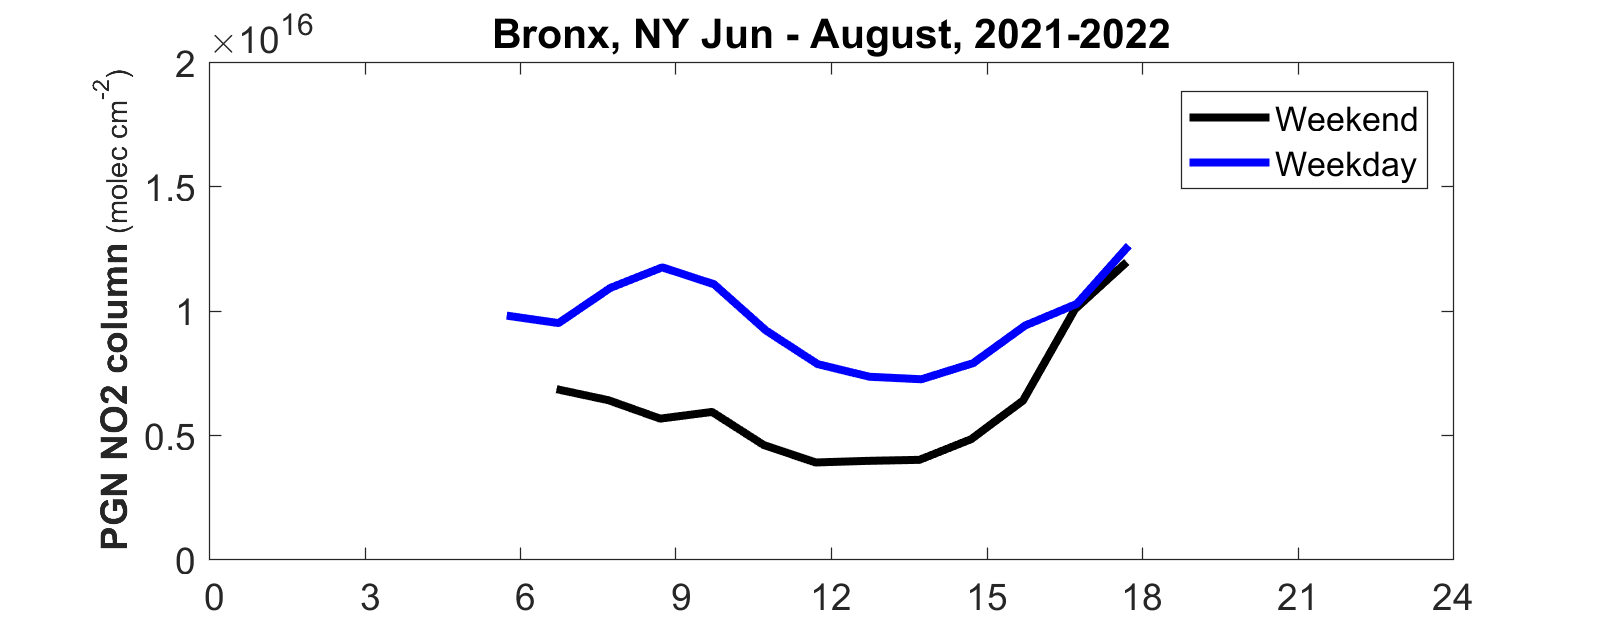 Bronx, NY Jun - August, 2021-2022
×10^16
PGN NO2 column (molec cm^-2)
2
1.5
1
0.5
0
0 3 6 9 12 15 18 21 24
Weekend
Weekday